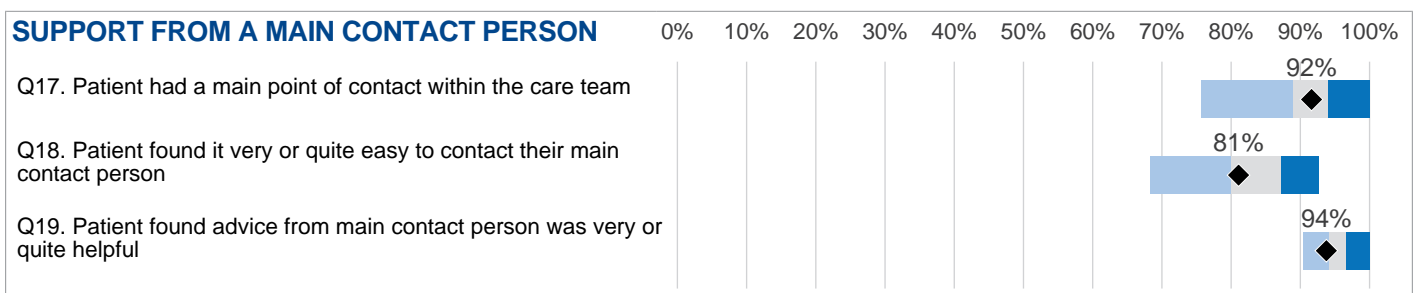 SUPPORT FROM A MAIN CONTACT PERSON 0% 10% 20% 30% 40% 50% 60% 70% 80% 90% 100%
92%
Q17. Patient had a main point of contact within the care team
81%
Q18. Patient found it very or quite easy to contact their main
contact person
94%
Q19. Patient found advice from main contact person was very or
quite helpful